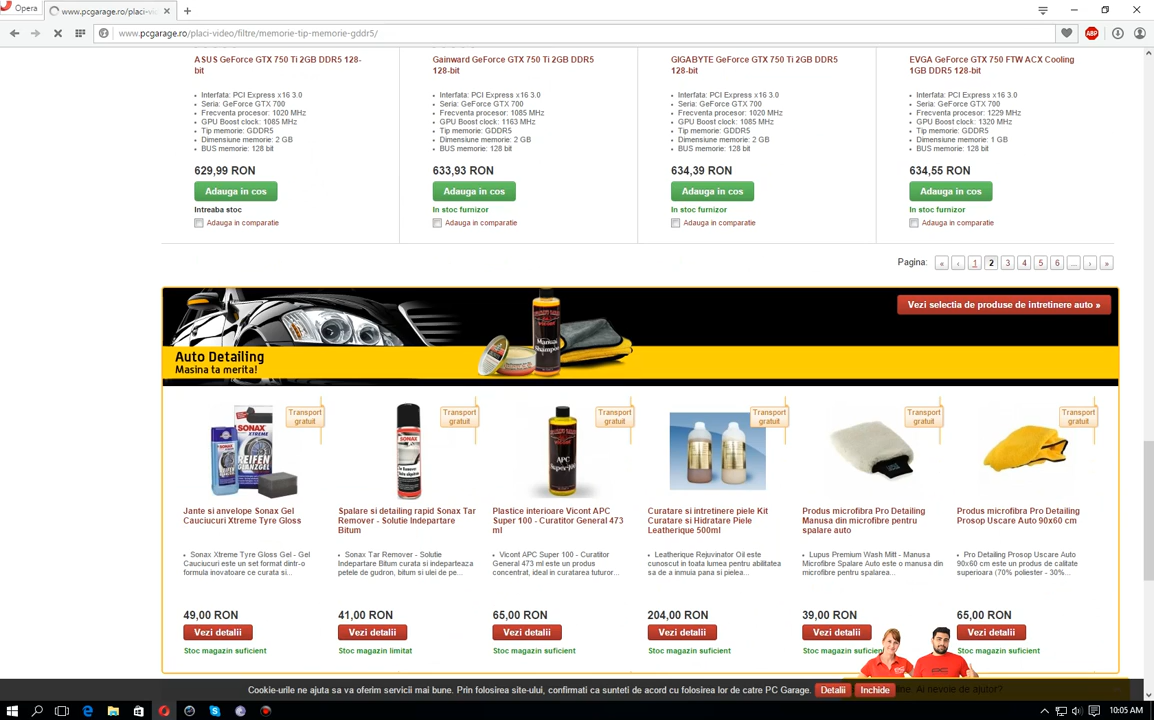 Opera
www.pcgarage.ro/placi-vi
www.pcgarage.ro/placi-video/filtre/memorie-tip-memorie-gddr5/
ABP
ASUS GeForce GTX 750 Ti 2GB DDR5 128-
bit
Interfata: PCI Express x16 3.0
Seria: GeForce GTX 700
Frecventa procesor: 1020 MHz
GPU Boost clock: 1085 MHz
Tip memorie: GDDR5
Dimensiune memorie: 2 GB
BUS memorie: 128 bit
629,99 RON
Adauga in cos
Intreaba stoc
Adauga in comparatie
Gainward GeForce GTX 750 Ti 2GB DDR5
128-bit
Interfata: PCI Express x16 3.0
Seria: GeForce GTX 700
Frecventa procesor: 1085 MHz
GPU Boost clock: 1163 MHz
Tip memorie: GDDR5
Dimensiune memorie: 2 GB
BUS memorie: 128 bit
633,93 RON
Adauga in cos
In stoc furnizor
Adauga in comparatie
GIGABYTE GeForce GTX 750 Ti 2GB DDR5
128-bit
Interfata: PCI Express x16 3.0
Seria: GeForce GTX 700
Frecventa procesor: 1020 MHz
GPU Boost clock: 1085 MHz
Tip memorie: GDDR5
Dimensiune memorie: 2 GB
BUS memorie: 128 bit
634,39 RON
Adauga in cos
In stoc furnizor
Adauga in comparatie
EVGA GeForce GTX 750 FTW ACX Cooling
1GB DDR5 128-bit
Interfata: PCI Express x16 3.0
Seria: GeForce GTX 700
Frecventa procesor: 1229 MHz
GPU Boost clock: 1320 MHz
Tip memorie: GDDR5
Dimensiune memorie: 1 GB
BUS memorie: 128 bit
634,55 RON
Adauga in cos
In stoc furnizor
Adauga in comparatie
Pagina: « ‹ 1 2 3 4 5 6 ... › »
Vezi selectia de produse de intretinere auto »
Auto Detailing
Masina ta merita!
Manual
Shampoo
Transport
gratuit
SONAX
XTREME
REIFEN
GLANZGEL
Jante si anvelope Sonax Gel
Cauciucuri Xtreme Tyre Gloss
Sonax Xtreme Tyre Gloss Gel - Gel
Cauciucuri este un set format dintr-o
formula inovatoare ce curata si...
49,00 RON
Vezi detalii
Stoc magazin suficient
Transport
gratuit
SONAX
Spalare si detailing rapid Sonax Tar
Remover - Solutie Indepartare
Bitum
Sonax Tar Remover - Solutie
Indepartare Bitum curata si indeparteaza
petele de gudron, bitum si ulei de pe...
41,00 RON
Vezi detalii
Stoc magazin limitat
Transport
gratuit
APC
Super-100
Plastice interioare Vicont APC
Super 100 - Curatitor General 473
ml
Vicont APC Super 100 - Curatitor
General 473 ml este un produs
concentrat, ideal in curatarea tuturor...
65,00 RON
Vezi detalii
Stoc magazin suficient
Transport
gratuit
Curatare si intretinere piele Kit
Curatare si Hidratare Piele
Leatherique 500ml
Leatherique Rejuvinator Oil este
cunoscut in toata lumea pentru abilitatea
sa de a inmuia pana si pielea...
204,00 RON
Vezi detalii
Stoc magazin suficient
Transport
gratuit
Produs microfibra Pro Detailing
Manusa din microfibre pentru
spalare auto
Lupus Premium Wash Mitt - Manusa
Microfibre Spalare Auto este o manusa din
microfibre pentru spalarea...
39,00 RON
Vezi detalii
Stoc magazin suficien
Transport
gratuit
Produs microfibra Pro Detailing
Prosop Uscare Auto 90x60 cm
Pro Detailing Prosop Uscare Auto
90x60 cm este un produs de calitate
superioara (70% poliester - 30%...
65,00 RON
Vezi detalii
Stoc magazin suficient
Cookie-urile ne ajuta sa va oferim servicii mai bune. Prin folosirea site-ului, confirmati ca sunteti de acord cu folosirea lor de catre PC Garage. Detalii Inchide
line. Ai nevoie de ajutor?
10:05 AM